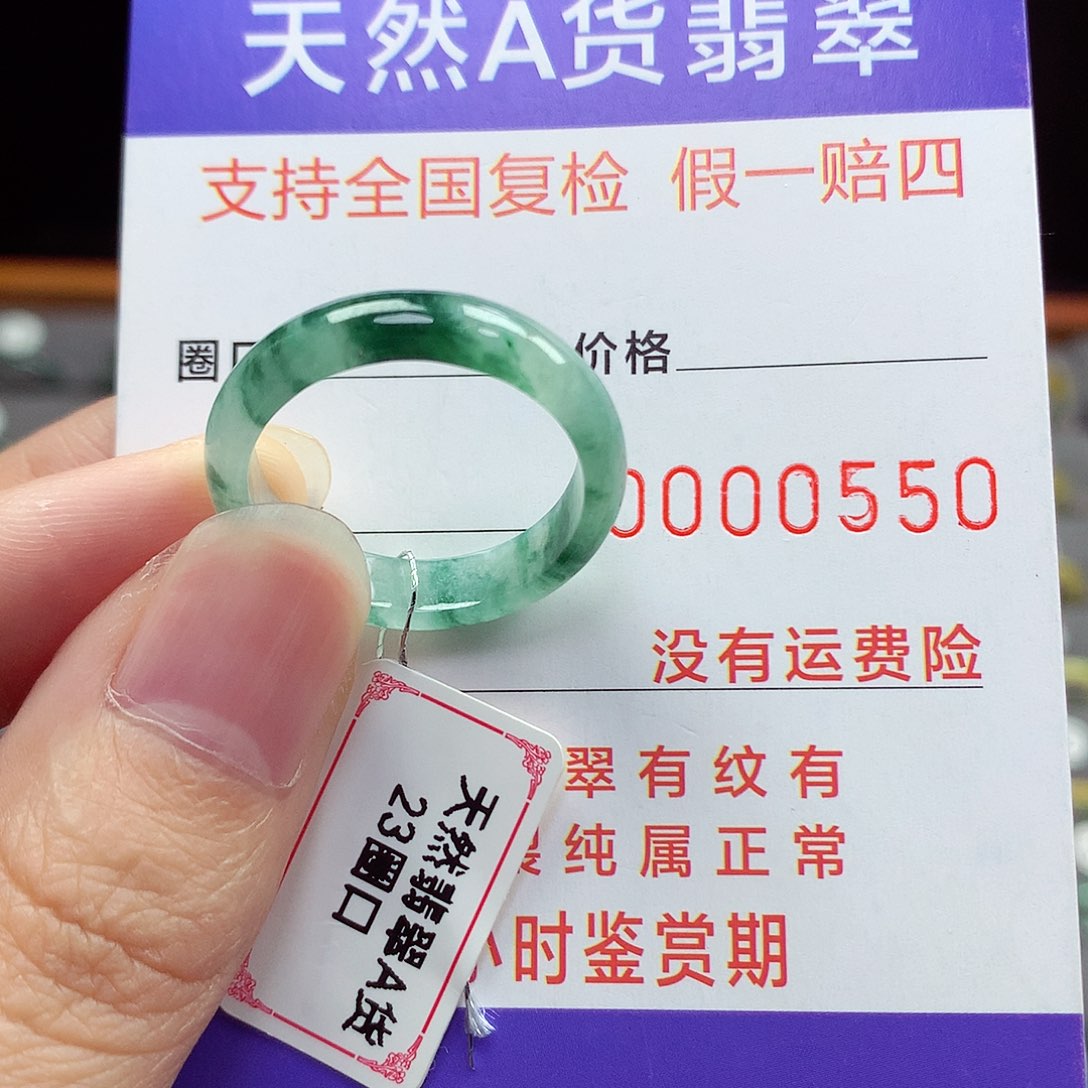 天然A货翡翠
支持全国复检 假一赔四
圈 价格
0000550
没有运费险
翠有纹有
纯属正常
小时鉴赏期
天然翡翠A货
23圈口